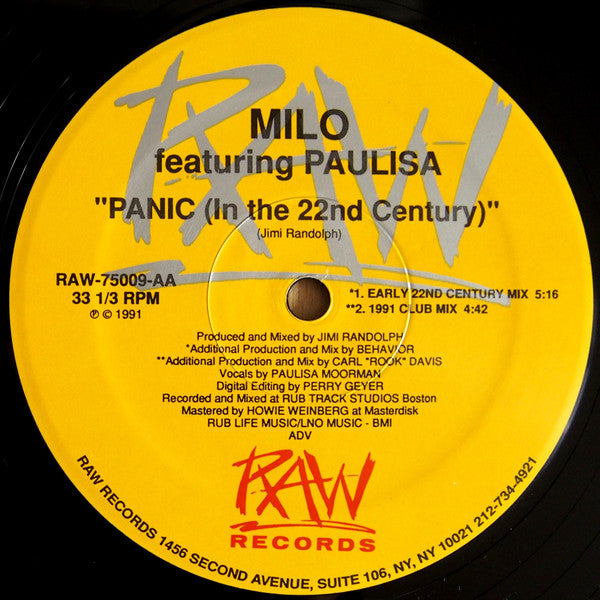 RAW
MILO
featuring PAULISA
"PANIC (In the 22nd Century)"
(Jimi Randolph)
RAW-75009-AA
33 1/3 RPM
℗ © 1991
*1. EARLY 22ND CENTURY MIX 5:16
**2. 1991 CLUB MIX 4:42
Produced and Mixed by JIMI RANDOLPH
*Additional Production and Mix by BEHAVIOR
**Additional Production and Mix by CARL "ROOK" DAVIS
Vocals by PAULISA MOORMAN
Digital Editing by PERRY GEYER
Recorded and Mixed at RUB TRACK STUDIOS Boston
Mastered by HOWIE WEINBERG at Masterdisk
RUB LIFE MUSIC/LNO MUSIC - BMI
ADV
RAW
RECORDS
RAW RECORDS 1456 SECOND AVENUE, SUITE 106, NY, NY 10021 212-734-4921